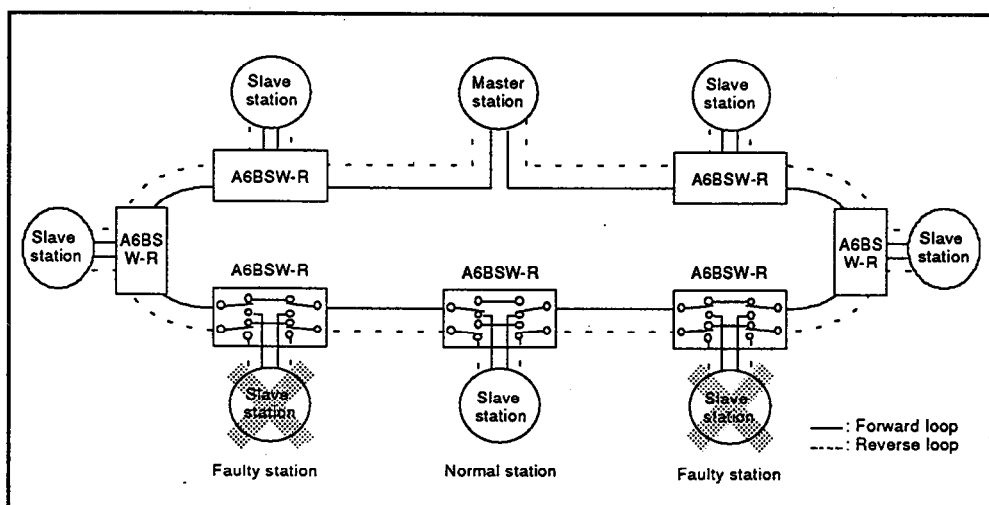 Slave
station
Master
station
Slave
station
A6BSW-R
A6BSW-R
Slave
station
A6BS
W-R
A6BS
W-R
Slave
station
A6BSW-R
A6BSW-R
A6BSW-R
Slave
station
Slave
station
Slave
station
Faulty station
Normal station
Faulty station
: Forward loop
: Reverse loop